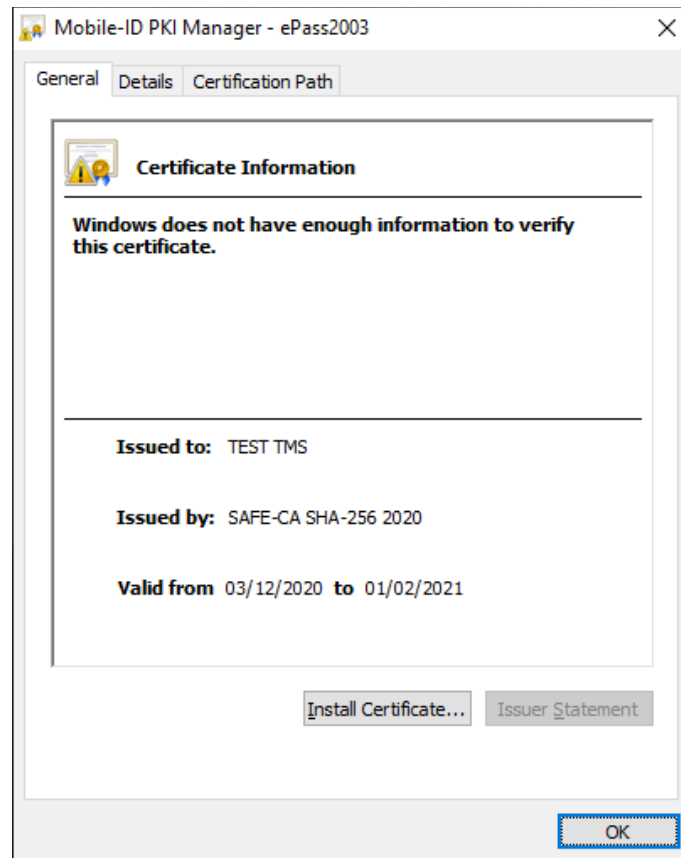 Mobile-ID PKI Manager - ePass2003
General Details Certification Path
Certificate Information
Windows does not have enough information to verify
this certificate.
Issued to: TEST TMS
Issued by: SAFE-CA SHA-256 2020
Valid from 03/12/2020 to 01/02/2021
Install Certificate... Issuer Statement
OK